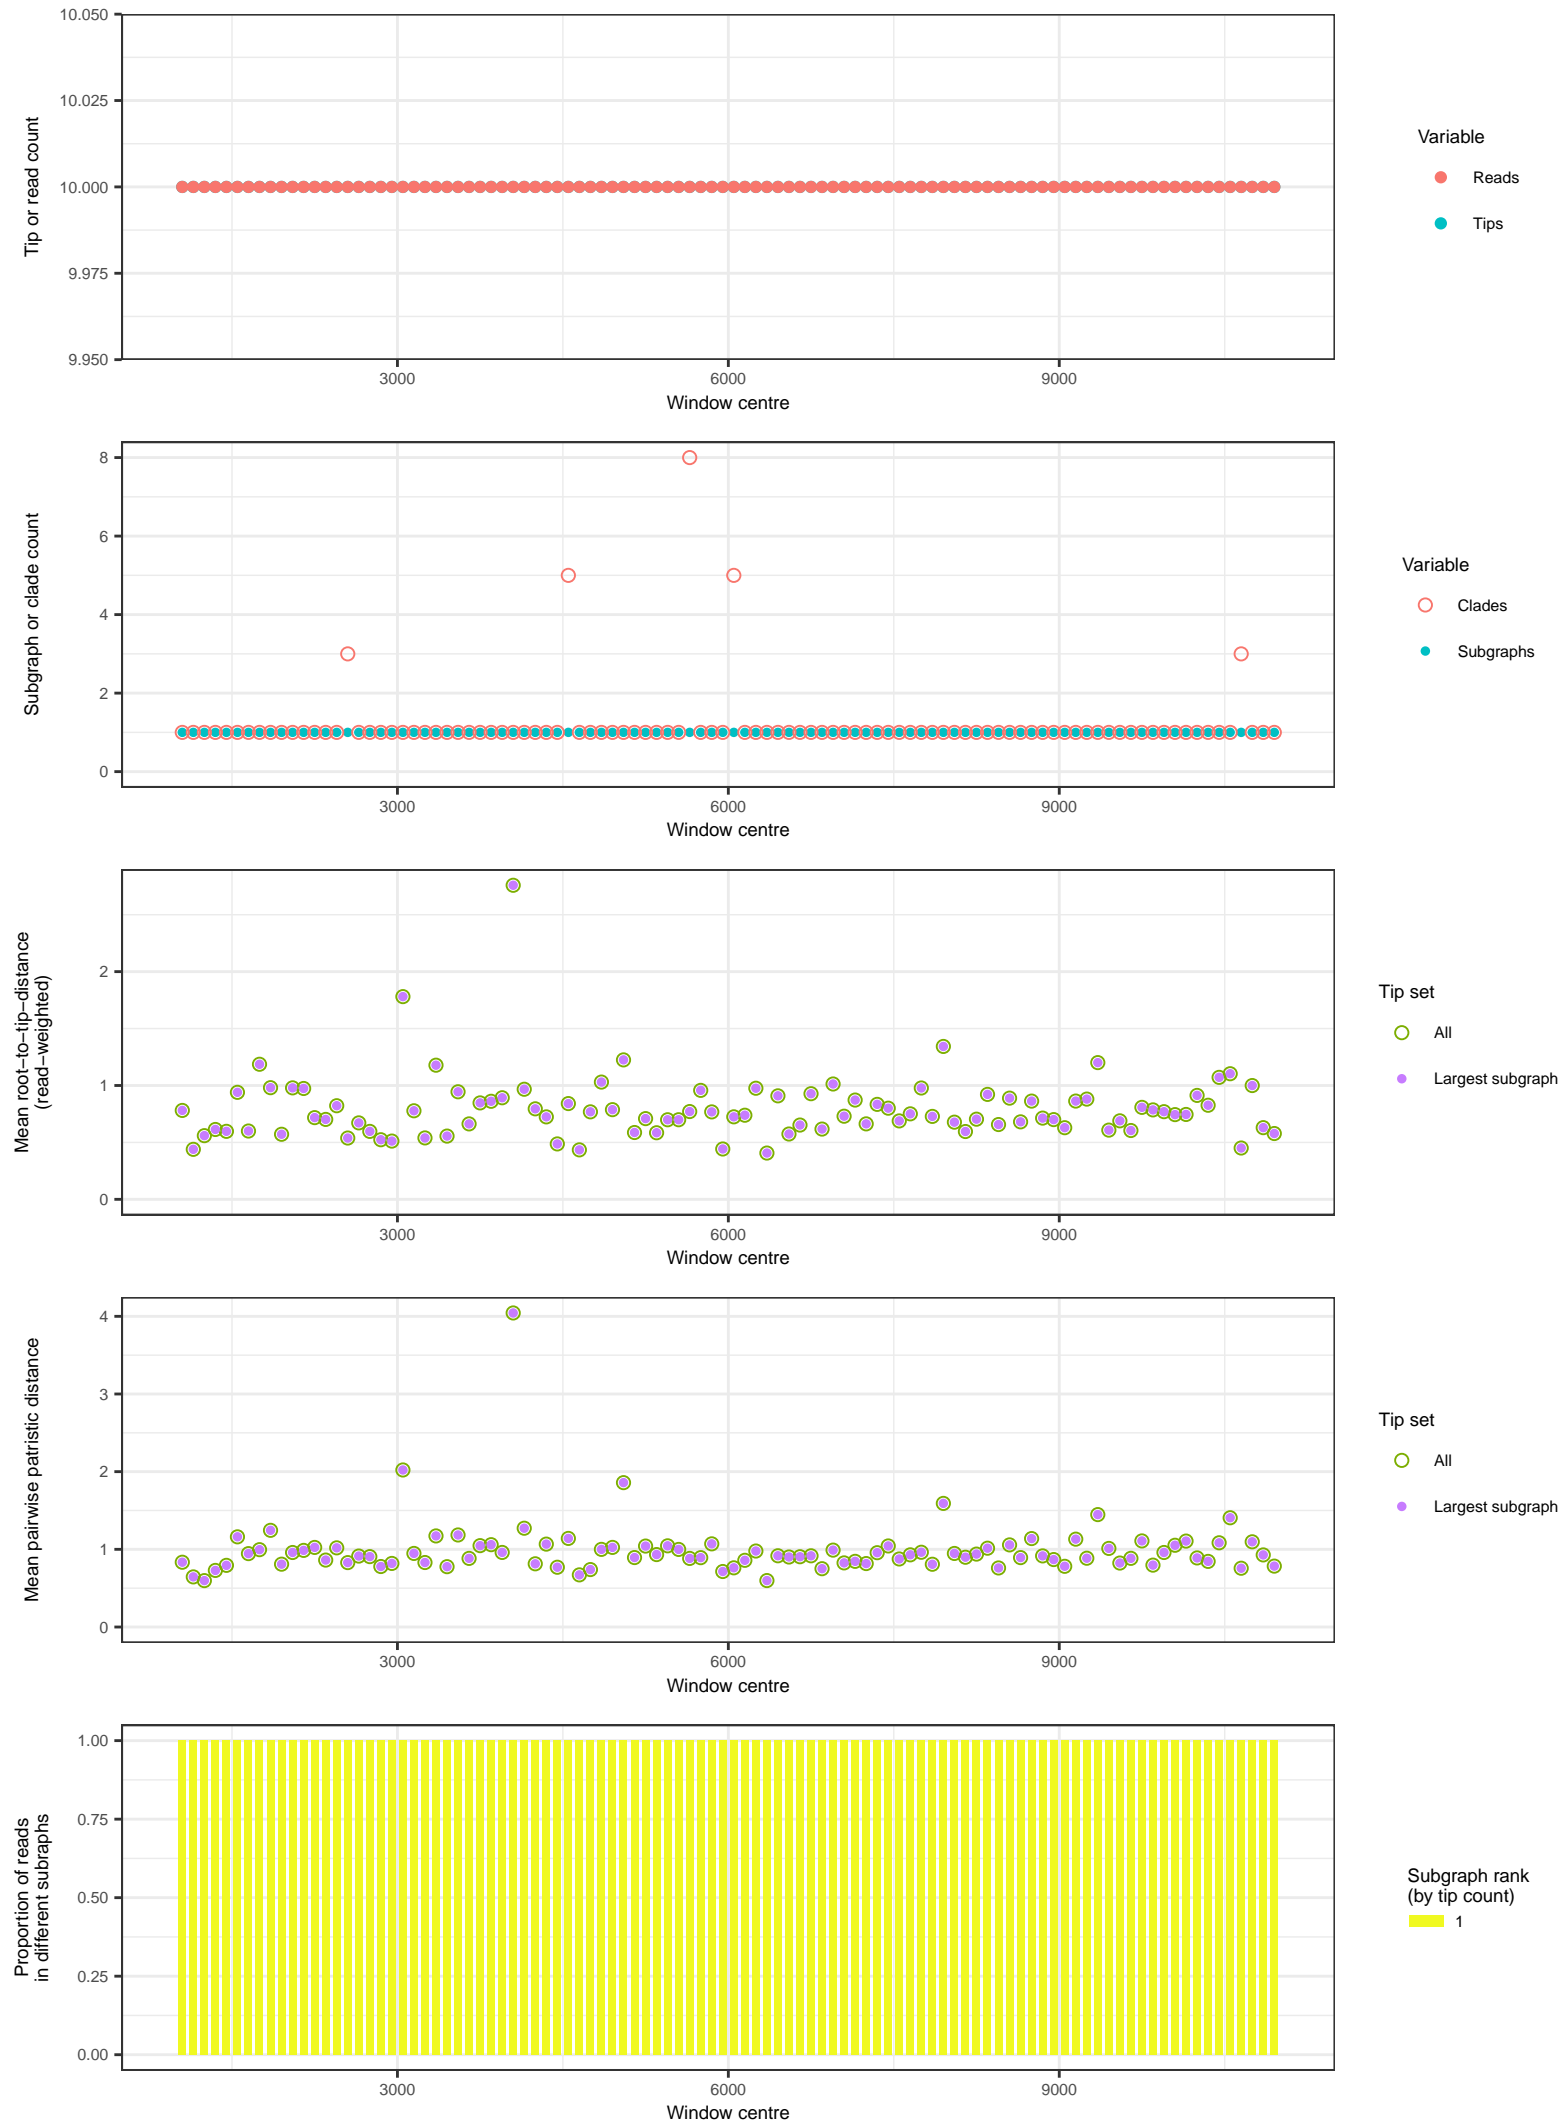 10.050
10.025
10.000
9.975
9.950
Tip or read count
3000
6000
9000
Window centre
Variable
Reads
Tips
8
6
4
2
0
Subgraph or clade count
3000
6000
9000
Window centre
Variable
Clades
Subgraphs
2
1
0
Mean root−to−tip−distance
(read−weighted)
3000
6000
9000
Window centre
Tip set
All
Largest subgraph
4
3
2
1
0
Mean pairwise patristic distance
3000
6000
9000
Window centre
Tip set
All
Largest subgraph
1.00
0.75
0.50
0.25
0.00
Proportion of reads
in different subraphs
3000
6000
9000
Window centre
Subgraph rank
(by tip count)
1